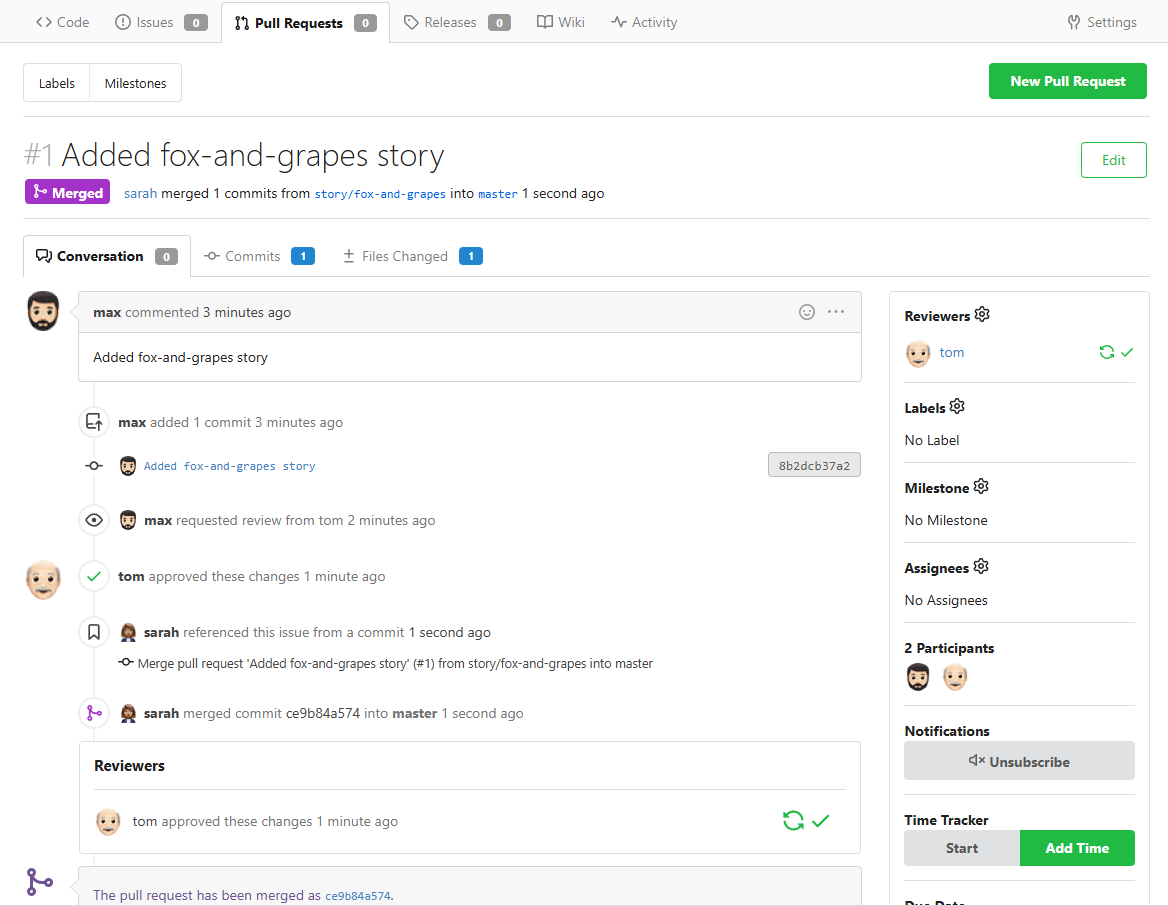 Code Issues 0 Pull Requests 0 Releases 0 Wiki Activity Settings
Labels Milestones New Pull Request
#1 Added fox-and-grapes story Edit
Merged sarah merged 1 commits from story/fox-and-grapes into master 1 second ago
Conversation 0 Commits 1 Files Changed 1
max commented 3 minutes ago
Added fox-and-grapes story
max added 1 commit 3 minutes ago
Added fox-and-grapes story 8b2dcb37a2
max requested review from tom 2 minutes ago
tom approved these changes 1 minute ago
sarah referenced this issue from a commit 1 second ago
Merge pull request 'Added fox-and-grapes story' (#1) from story/fox-and-grapes into master
sarah merged commit ce9b84a574 into master 1 second ago
Reviewers
tom approved these changes 1 minute ago
The pull request has been merged as ce9b84a574.
Reviewers
tom
Labels
No Label
Milestone
No Milestone
Assignees
No Assignees
2 Participants
Notifications
Unsubscribe
Time Tracker
Start Add Time
Due Date